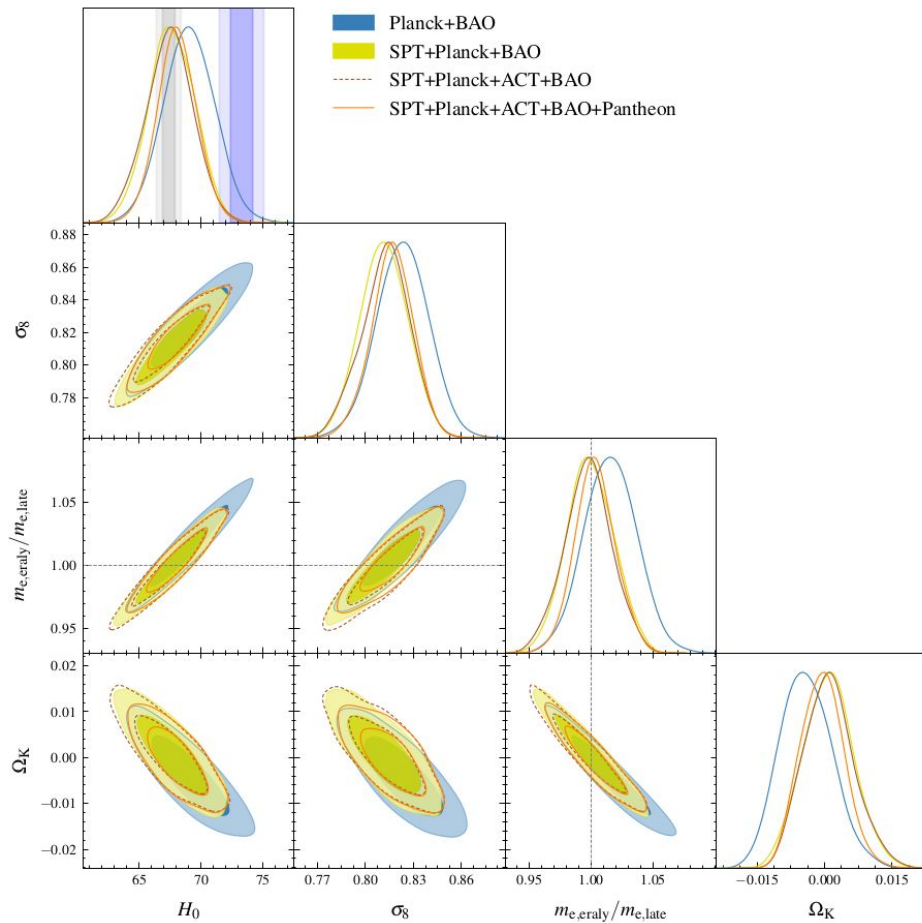 Planck+BAO
SPT+Planck+BAO
SPT+Planck+ACT+BAO
SPT+Planck+ACT+BAO+Pantheon
0.88
0.86
0.84
0.82
0.80
0.78
σ8
1.05
1.00
0.95
me,eraly/me,late
0.02
0.01
0.00
−0.01
−0.02
ΩK
65 70 75
0.77 0.80 0.83 0.86
0.95 1.00 1.05
−0.015 0.000 0.015
H0
σ8
me,eraly/me,late
ΩK